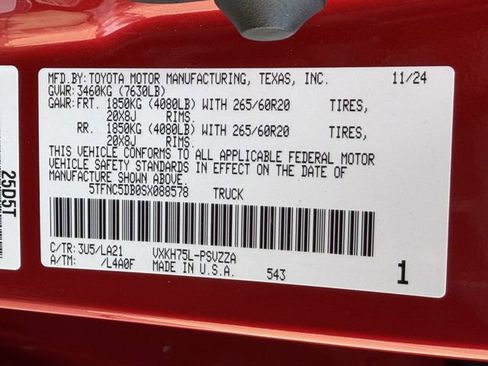 MFD.BY: TOYOTA MOTOR MANUFACTURING, TEXAS, INC. 11/24
GVWR: 3460KG (7630LB)
GAWR: FRT. 1850KG (4080LB) WITH 265/60R20 TIRES,
20X8J RIMS.
RR. 1850KG (4080LB) WITH 265/60R20 TIRES,
20X8J RIMS.
THIS VEHICLE CONFORMS TO ALL APPLICABLE FEDERAL MOTOR
VEHICLE SAFETY STANDARDS IN EFFECT ON THE DATE
OF MANUFACTURE SHOWN ABOVE.
5TFNC5DB0SX088578 TRUCK
C/TR: 3U5/LA21 VXKH75L-PSVZZA
A/TM: /L4A0F MADE IN U.S.A. 543 1
25D5T